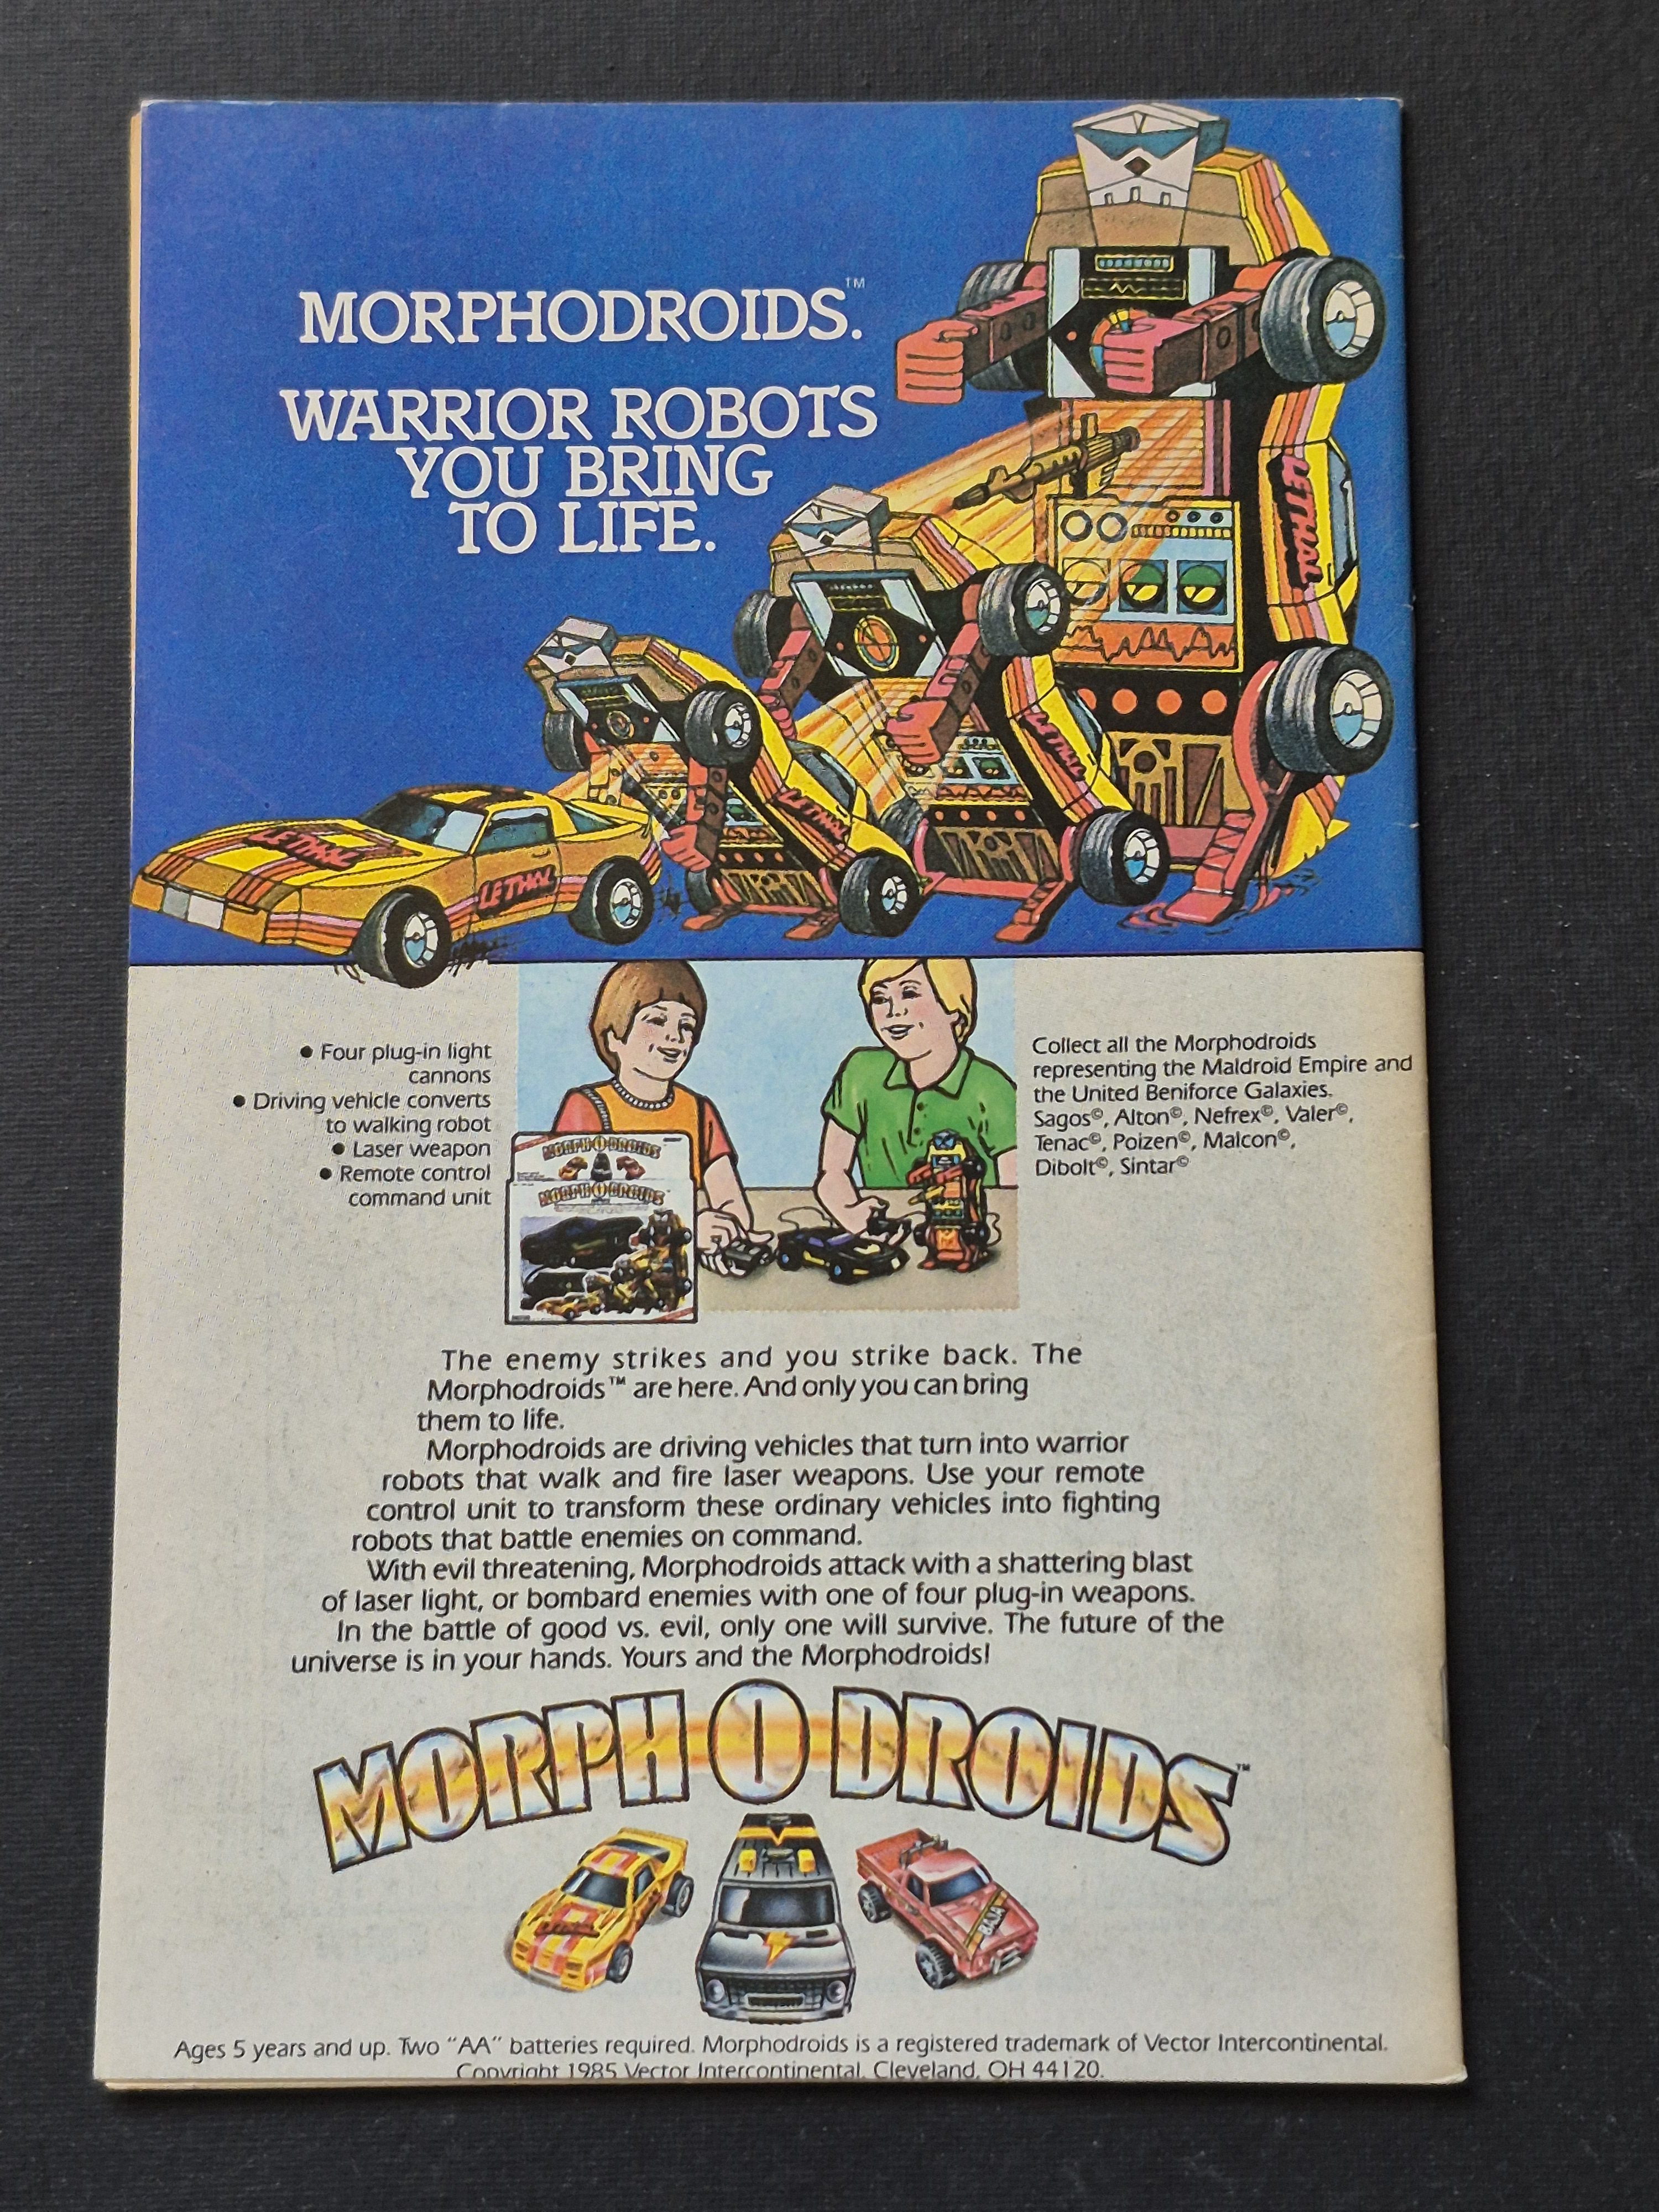 MORPHODROIDS.™
WARRIOR ROBOTS
YOU BRING
TO LIFE.
LETHAL
LETHAL
LETHAL
LETHAL
LETHAL
• Four plug-in light
cannons
• Driving vehicle converts
to walking robot
• Laser weapon
• Remote control
command unit
MORPH-O-DROIDS
MORPH-O-DROIDS
Collect all the Morphodroids
representing the Maldroid Empire and
the United Beniforce Galaxies.
Sagos©, Alton©, Nefrex©, Valer©,
Tenac©, Poizen©, Malcon©,
Dibolt©, Sintar©
The enemy strikes and you strike back. The
Morphodroids™ are here. And only you can bring
them to life.
Morphodroids are driving vehicles that turn into warrior
robots that walk and fire laser weapons. Use your remote
control unit to transform these ordinary vehicles into fighting
robots that battle enemies on command.
With evil threatening, Morphodroids attack with a shattering blast
of laser light, or bombard enemies with one of four plug-in weapons.
In the battle of good vs. evil, only one will survive. The future of the
universe is in your hands. Yours and the Morphodroids!
MORPH O DROIDS™
BAJA
Ages 5 years and up. Two "AA" batteries required. Morphodroids is a registered trademark of Vector Intercontinental.
Copyright 1985 Vector Intercontinental. Cleveland, OH 44120.